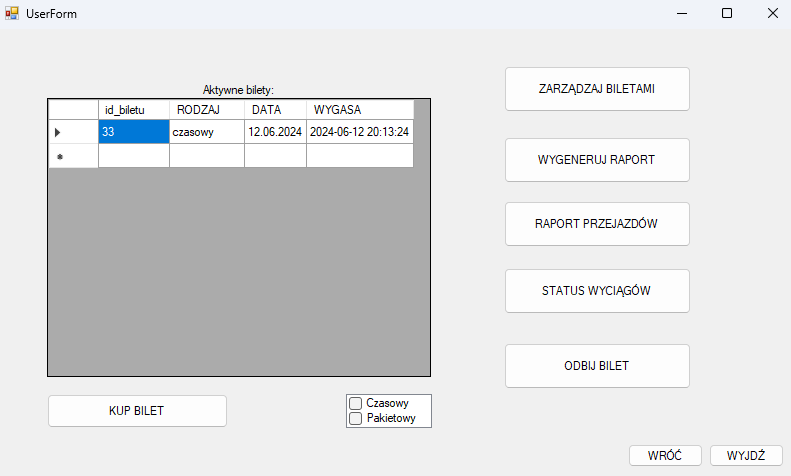 UserForm
Aktywne bilety:
id_biletu RODZAJ DATA WYGASA
33 czasowy 12.06.2024 2024-06-12 20:13:24
ZARZĄDZAJ BILETAMI
WYGENERUJ RAPORT
RAPORT PRZEJAZDÓW
STATUS WYCIĄGÓW
ODBIJ BILET
KUP BILET
Czasowy
Pakietowy
WRÓĆ WYJDŹ